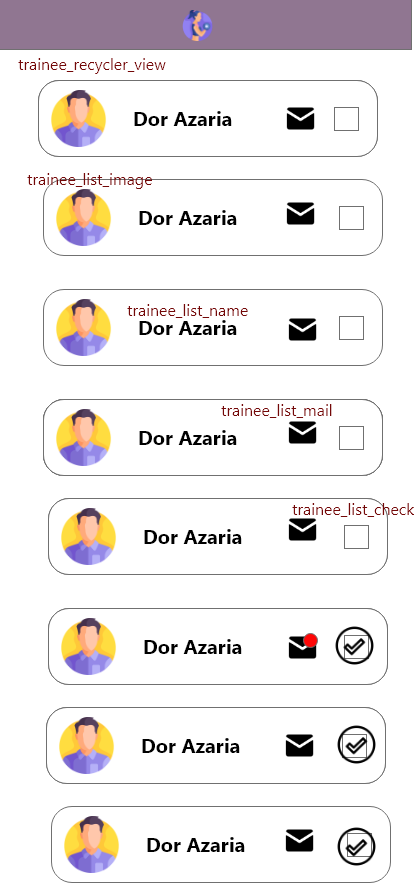 trainee_recycler_view
Dor Azaria
trainee_list_image
Dor Azaria
trainee_list_name
Dor Azaria
trainee_list_mail
Dor Azaria
trainee_list_check
Dor Azaria
Dor Azaria
Dor Azaria
Dor Azaria